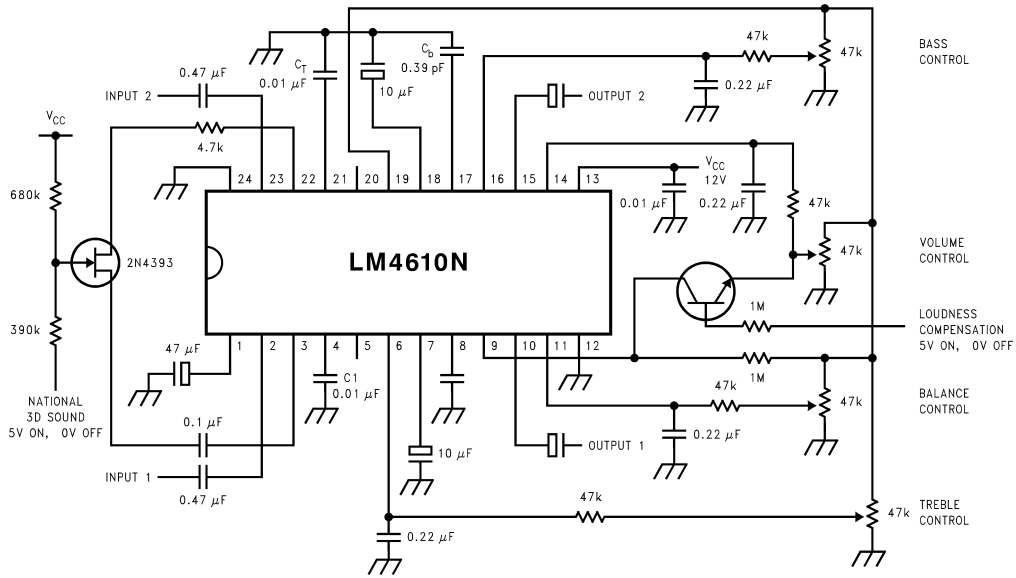 47k
47k
BASS
CONTROL
C_b
0.39 pF
C_T
0.01 µF
10 µF
0.47 µF
INPUT 2
0.22 µF
OUTPUT 2
V_CC
4.7k
24 23 22 21 20 19 18 17 16 15 14 13
V_CC
12V
680k
0.01 µF
0.22 µF
47k
2N4393
LM4610N
47k
VOLUME
CONTROL
390k
1M
LOUDNESS
COMPENSATION
5V ON, 0V OFF
1 2 3 4 5 6 7 8 9 10 11 12
47 µF
C1
0.01 µF
1M
47k
47k
BALANCE
CONTROL
NATIONAL
3D SOUND
5V ON, 0V OFF
0.1 µF
0.22 µF
10 µF
OUTPUT 1
INPUT 1
0.47 µF
47k
47k
TREBLE
CONTROL
0.22 µF